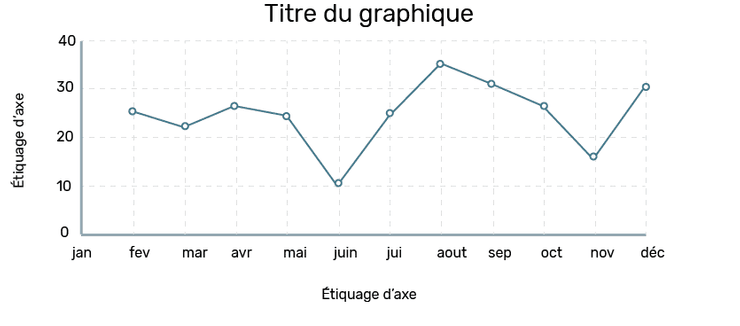 Titre du graphique
Étiquage d'axe
40
30
20
10
0
jan fev mar avr mai juin jui aout sep oct nov déc
Étiquage d'axe